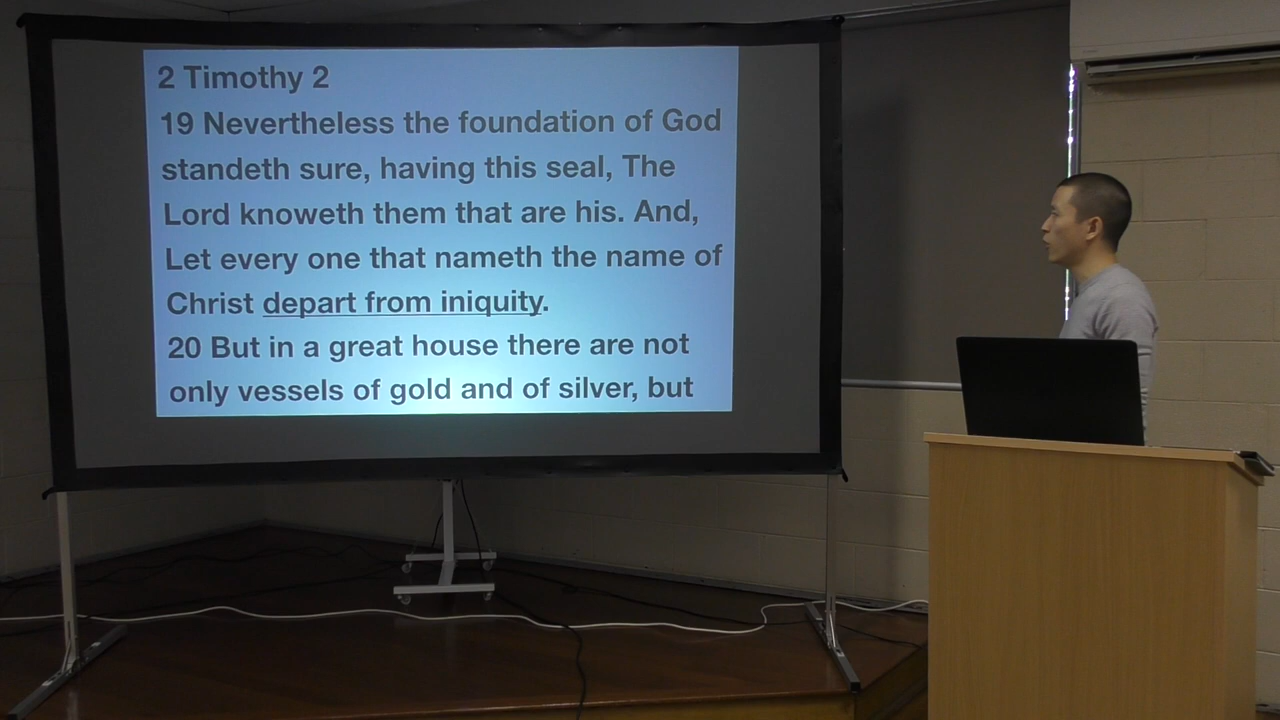 2 Timothy 2
19 Nevertheless the foundation of God
standeth sure, having this seal, The
Lord knoweth them that are his. And,
Let every one that nameth the name of
Christ depart from iniquity.
20 But in a great house there are not
only vessels of gold and of silver, but